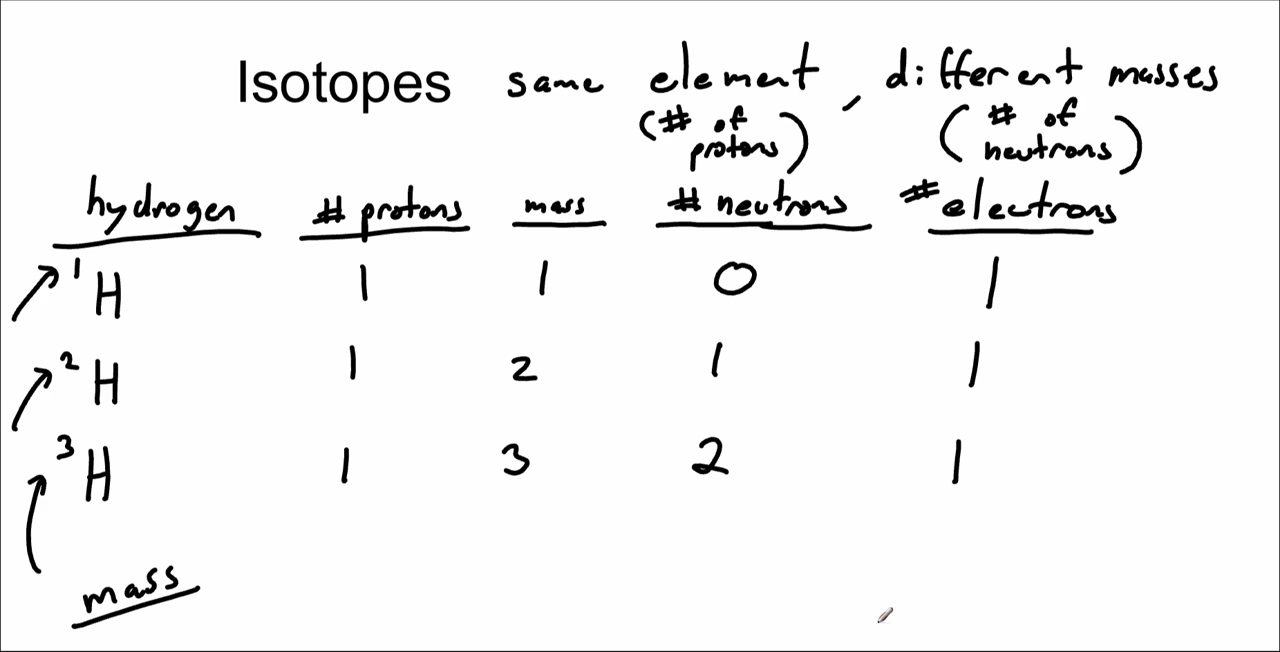 Isotopes same element, different masses
(# of protons) (# of neutrons)
hydrogen # protons mass # neutrons # electrons
¹H 1 1 0 1
²H 1 2 1 1
³H 1 3 2 1
mass